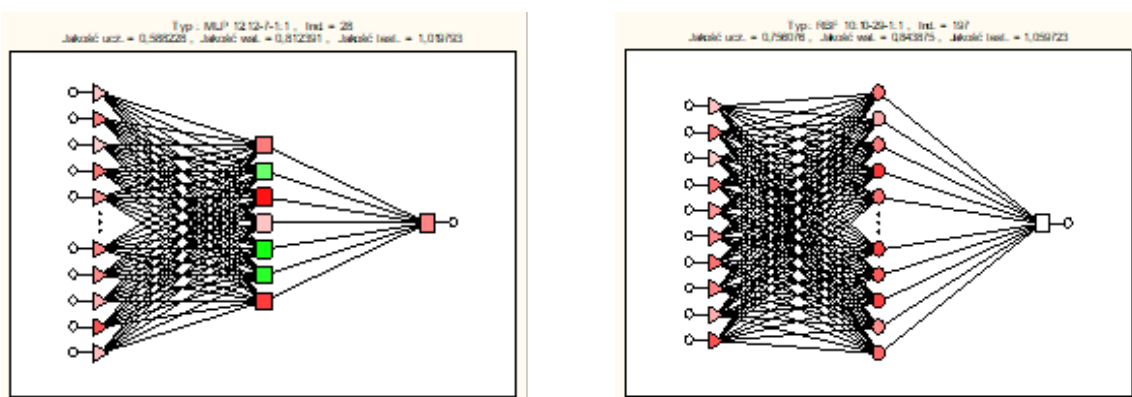 Typ : MLP 12:12-7-1:1 , Ind. = 28
Jakość ucz. = 0,588228 , Jakość wal. = 0,812391 , Jakość test. = 1,019793
Typ : RBF 10:10-29-1:1 , Ind. = 197
Jakość ucz. = 0,756076 , Jakość wal. = 0,843875 , Jakość test. = 1,059723